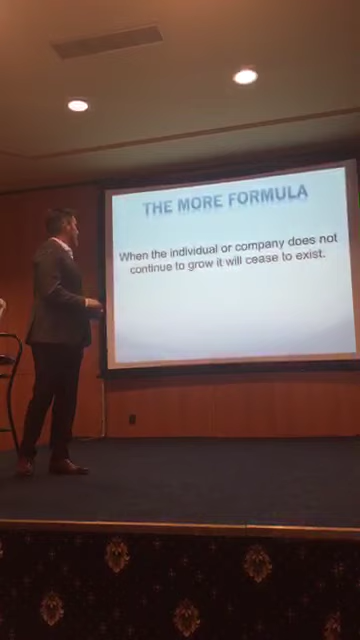 THE MORE FORMULA
When the individual or company does not
continue to grow it will cease to exist.